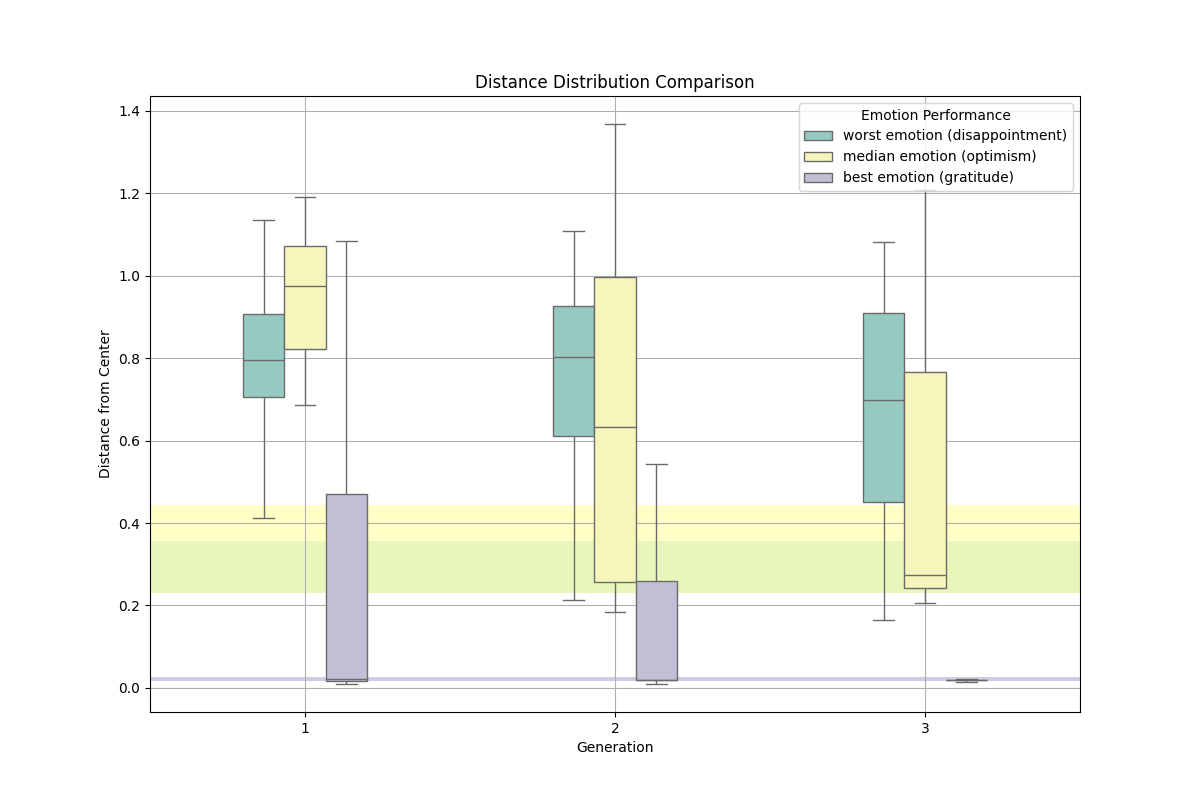 Distance Distribution Comparison
Emotion Performance
worst emotion (disappointment)
median emotion (optimism)
best emotion (gratitude)
Distance from Center
1.4
1.2
1.0
0.8
0.6
0.4
0.2
0.0
1 2 3
Generation